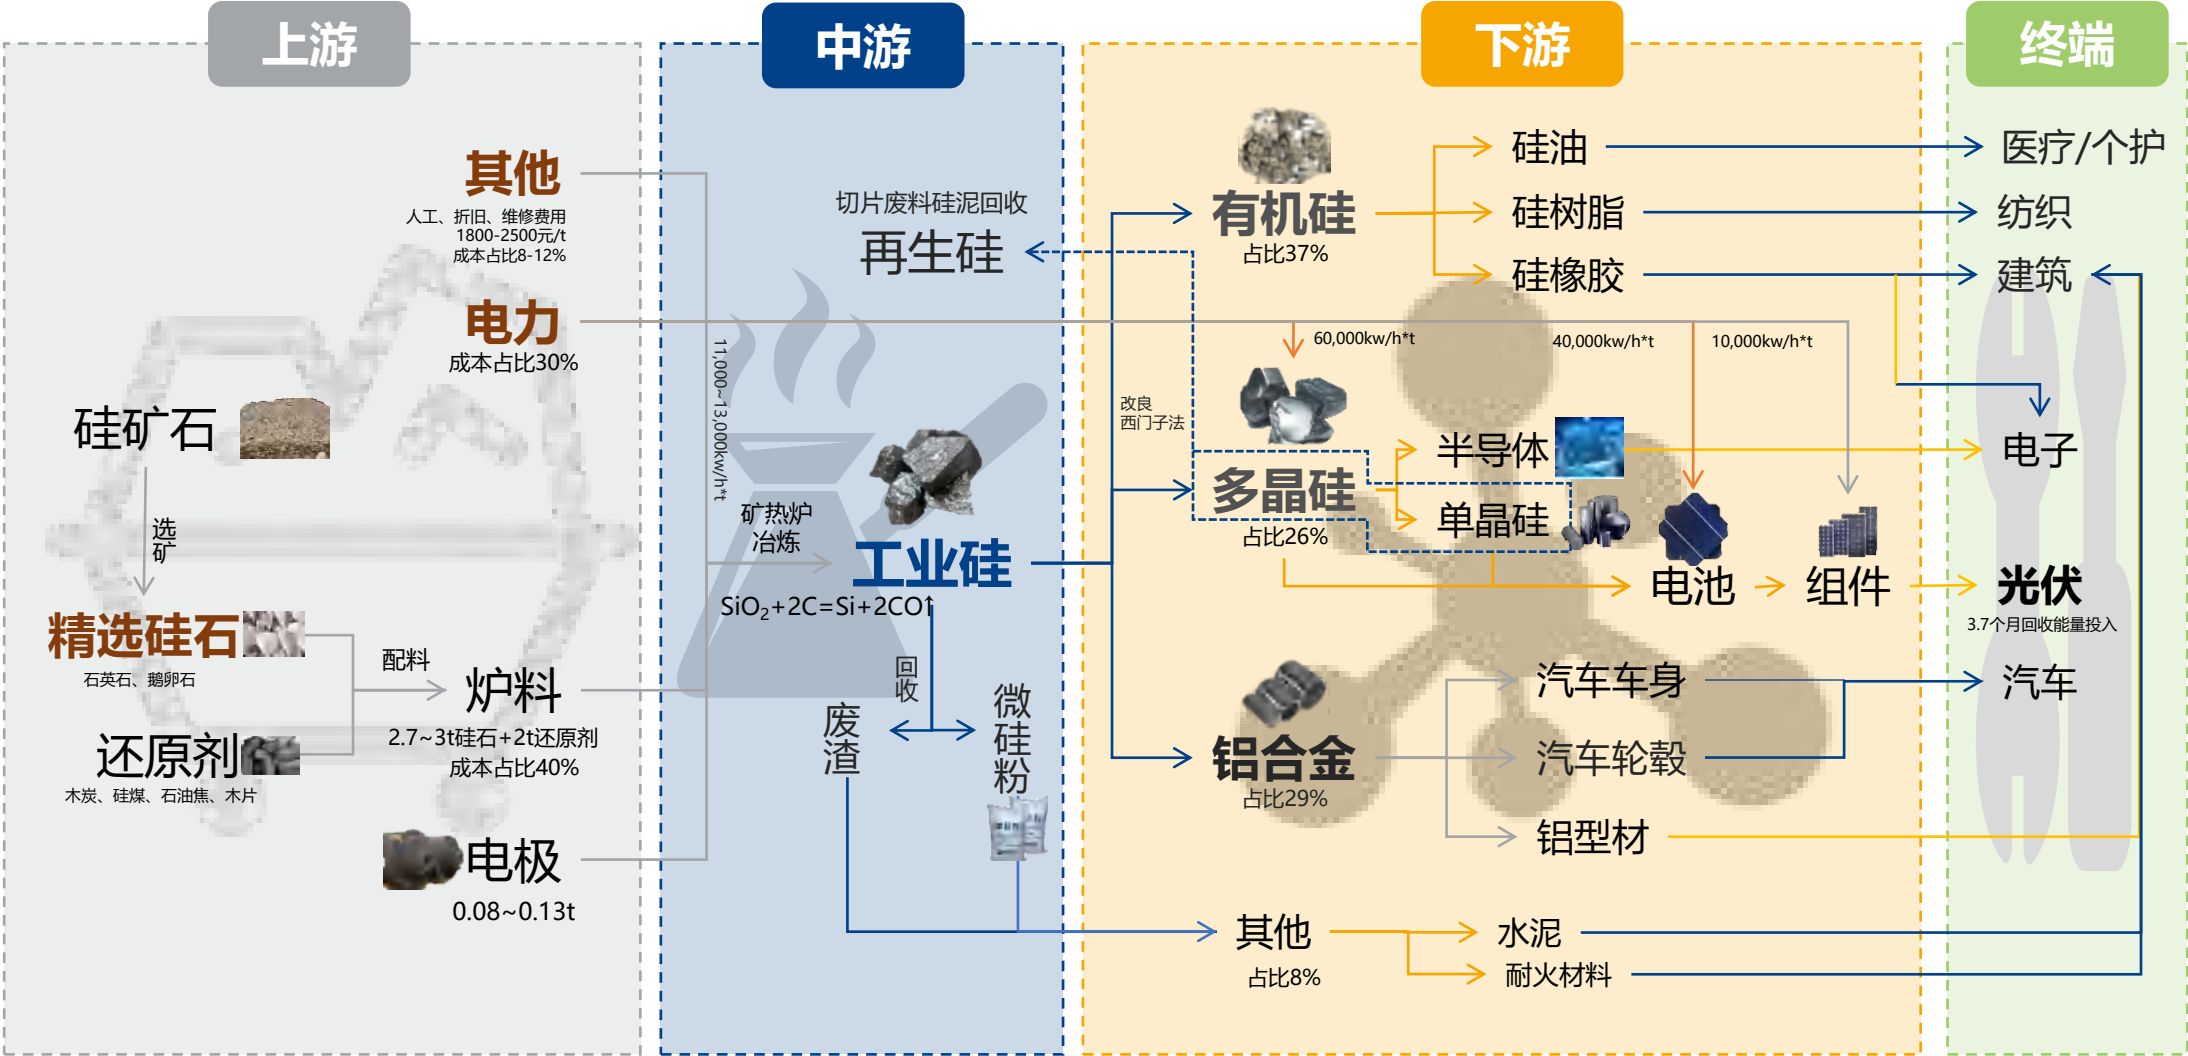 上游
中游
下游
终端
其他
人工、折旧、维修费用
1800-2500元/t
成本占比8-12%
电力
成本占比30%
硅矿石
选矿
精选硅石
石英石、鹅卵石
还原剂
木炭、硅煤、石油焦、木片
配料
炉料
2.7~3t硅石+2t还原剂
成本占比40%
电极
0.08~0.13t
11,000~13,000kw/h*t
切片废料硅泥回收
再生硅
矿热炉
冶炼
工业硅
SiO₂+2C=Si+2CO↑
回收
废渣
微硅粉
改良
西门子法
有机硅
占比37%
硅油
硅树脂
硅橡胶
60,000kw/h*t
40,000kw/h*t
10,000kw/h*t
多晶硅
占比26%
半导体
单晶硅
电池
组件
铝合金
占比29%
汽车车身
汽车轮毂
铝型材
其他
占比8%
水泥
耐火材料
医疗/个护
纺织
建筑
电子
光伏
3.7个月回收能量投入
汽车